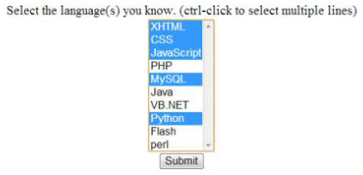 Select the language(s) you know. (ctrl-click to select multiple lines)
XHTML
CSS
JavaScript
PHP
MySQL
Java
VB.NET
Python
Flash
perl
Submit